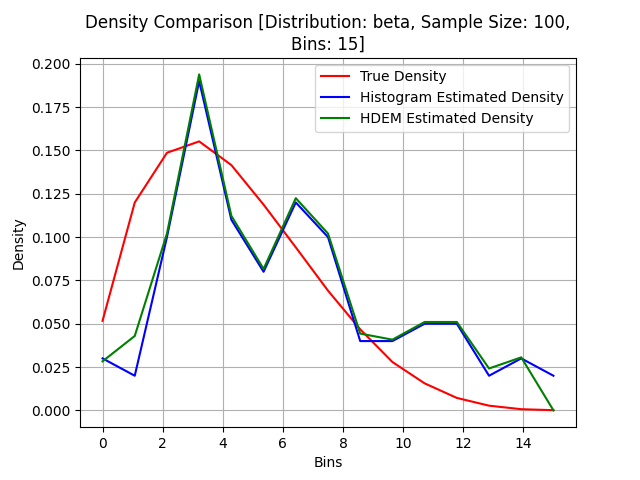 Density Comparison [Distribution: beta, Sample Size: 100,
Bins: 15]
True Density
Histogram Estimated Density
HDEM Estimated Density
Density
0.200
0.175
0.150
0.125
0.100
0.075
0.050
0.025
0.000
0 2 4 6 8 10 12 14
Bins